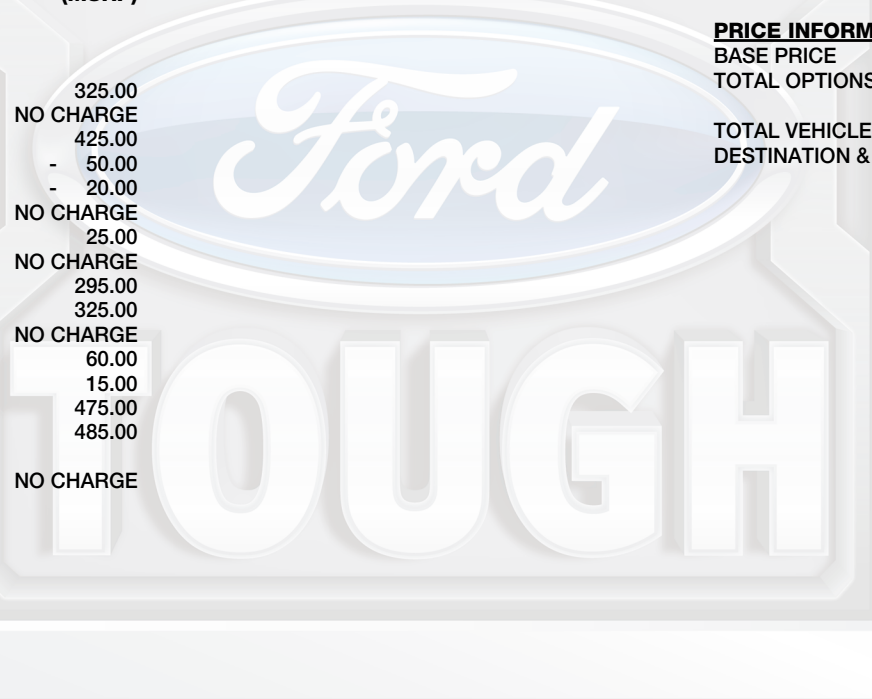 325.00
NO CHARGE
425.00
- 50.00
- 20.00
NO CHARGE
25.00
NO CHARGE
295.00
325.00
NO CHARGE
60.00
15.00
475.00
485.00
NO CHARGE
PRICE INFORM
BASE PRICE
TOTAL OPTIONS
TOTAL VEHICLE
DESTINATION &
Ford
TOUGH